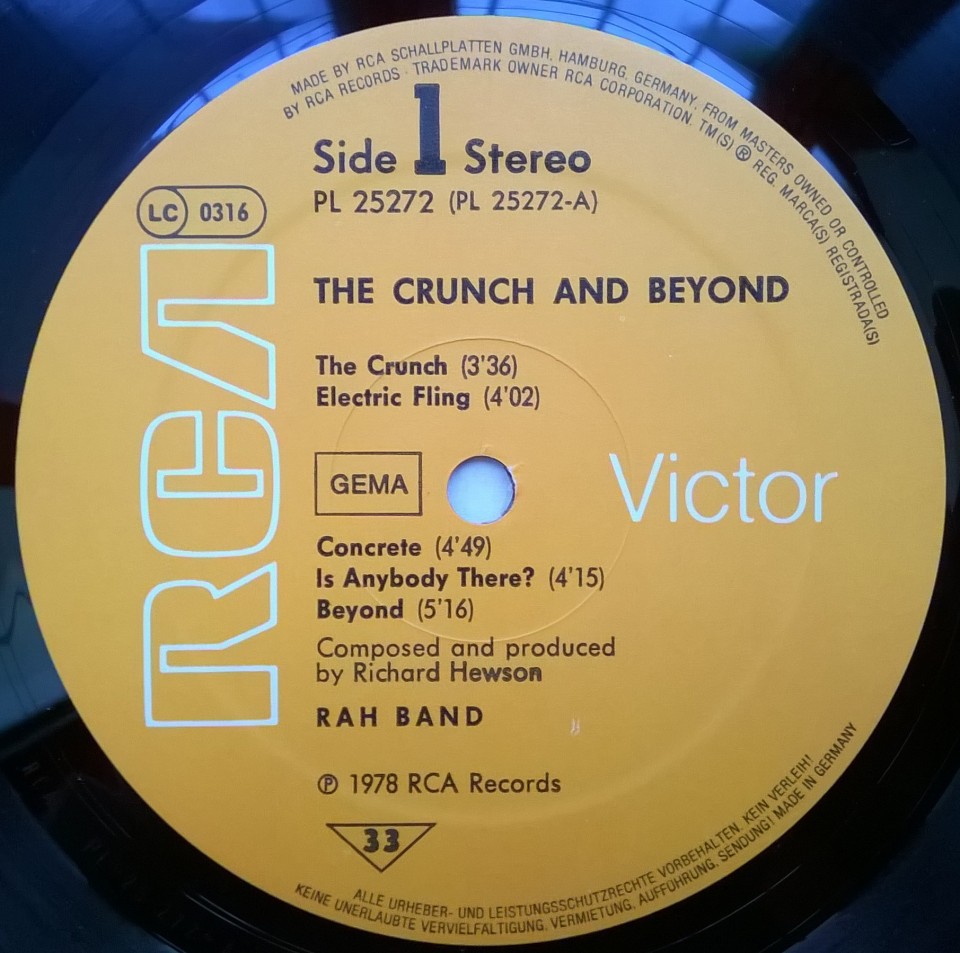 MADE BY RCA SCHALLPLATTEN GMBH, HAMBURG, GERMANY, FROM MASTERS OWNED OR CONTROLLED
BY RCA RECORDS · TRADEMARK OWNER RCA CORPORATION. TM(S) ® REG. MARCA(S) REGISTRADA(S)
Side 1 Stereo
PL 25272 (PL 25272-A)
LC 0316
RCA
THE CRUNCH AND BEYOND
The Crunch (3'36)
Electric Fling (4'02)
GEMA
Victor
Concrete (4'49)
Is Anybody There? (4'15)
Beyond (5'16)
Composed and produced
by Richard Hewson
RAH BAND
℗ 1978 RCA Records
33
ALLE URHEBER- UND LEISTUNGSSCHUTZRECHTE VORBEHALTEN. KEIN VERLEIH!
KEINE UNERLAUBTE VERVIELFÄLTIGUNG, VERMIETUNG, AUFFÜHRUNG, SENDUNG! MADE IN GERMANY